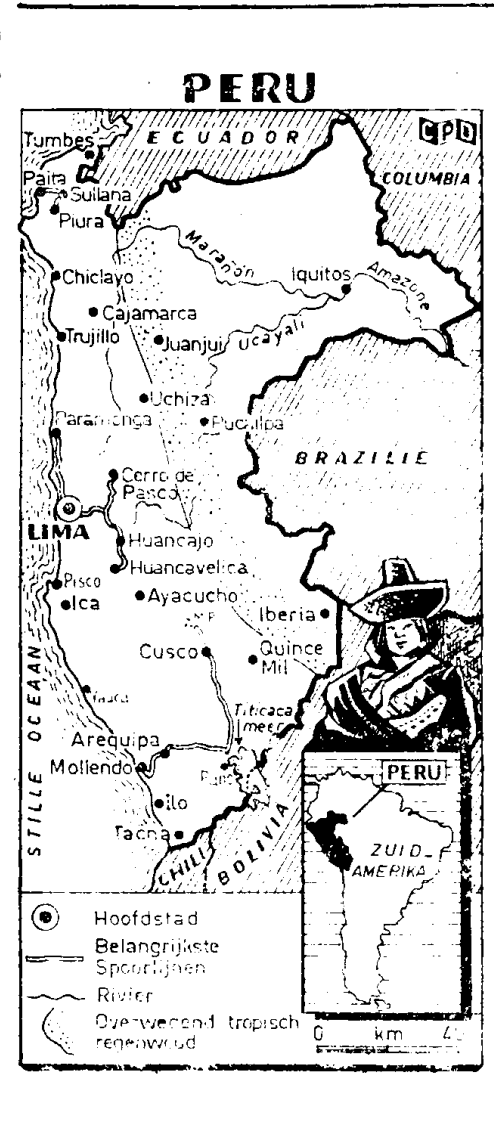 PERU
ECUADOR
CPD
COLUMBIA
Tumbes
Paita
Sullana
Piura
Marañón
Iquitos
Amazone
Chiclayo
Cajamarca
Trujillo
Juanjui
Ucayali
Uchiza
Paramonga
Pucallpa
BRAZILIE
Cerro de
Pasco
LIMA
Huancajo
Huancavelica
Pisco
Ica
Ayacucho
Iberia
Cusco
Quince
Mil
STILLE OCEAAN
Titicaca
meer
Arequipa
Mollendo
PERU
Ilo
Tacna
CHILI
BOLIVIA
ZUID-
AMERIKA
Hoofdstad
Belangrijkste
Spoorlijnen
Rivier
Overwegend tropisch
regenwoud
0 km